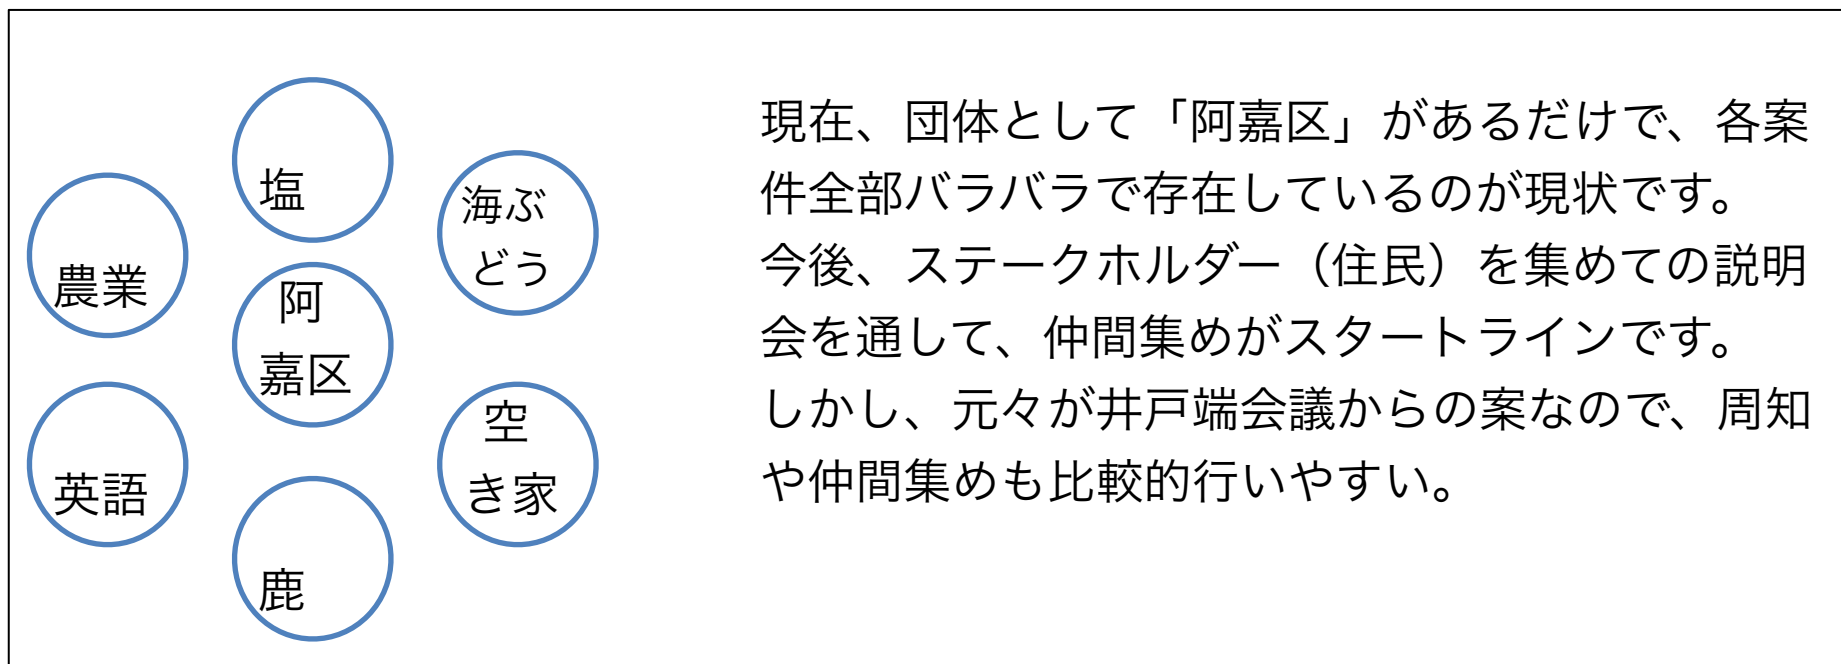 塩
海ぶ
どう
農業
阿
嘉区
空
き家
英語
鹿
現在、団体として「阿嘉区」があるだけで、各案
件全部バラバラで存在しているのが現状です。
今後、ステークホルダー（住民）を集めての説明
会を通して、仲間集めがスタートラインです。
しかし、元々が井戸端会議からの案なので、周知
や仲間集めも比較的行いやすい。